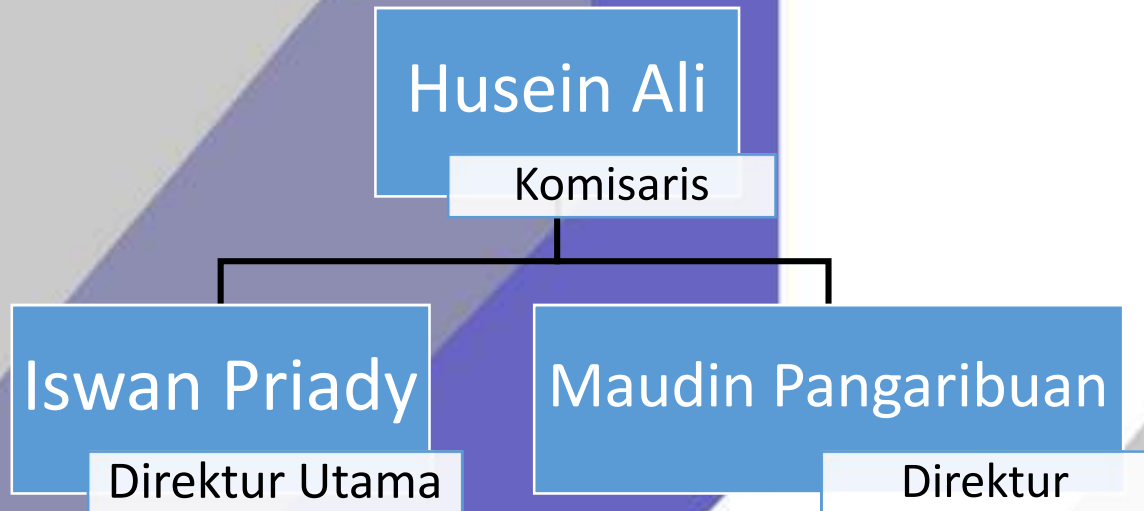 Husein Ali
Komisaris
Iswan Priady
Direktur Utama
Maudin Pangaribuan
Direktur